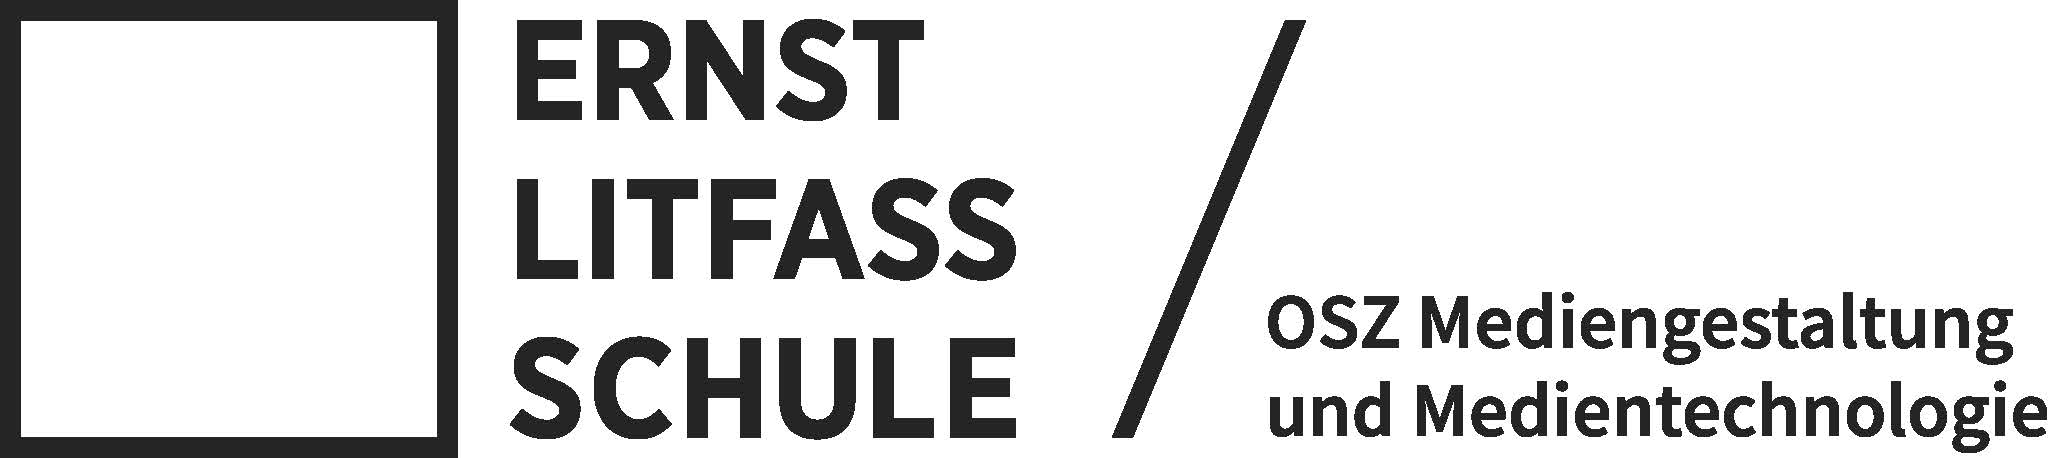 ERNST
LITFASS
SCHULE
OSZ Mediengestaltung
und Medientechnologie